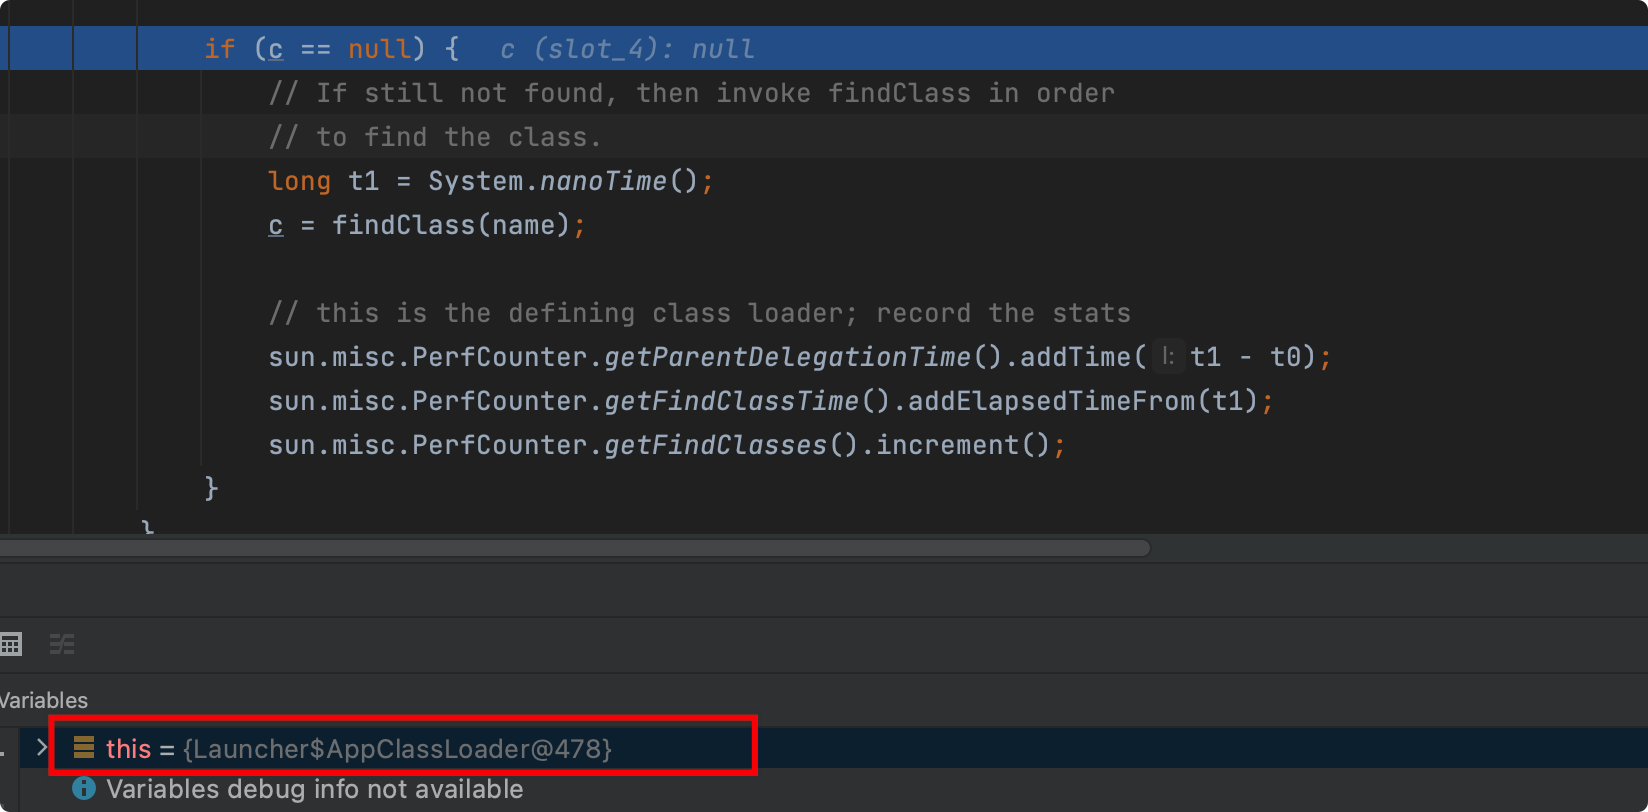 if (c == null) {   c (slot_4): null
// If still not found, then invoke findClass in order
// to find the class.
long t1 = System.nanoTime();
c = findClass(name);
// this is the defining class loader; record the stats
sun.misc.PerfCounter.getParentDelegationTime().addTime( l: t1 - t0);
sun.misc.PerfCounter.getFindClassTime().addElapsedTimeFrom(t1);
sun.misc.PerfCounter.getFindClasses().increment();
}
}
Variables
this = {Launcher$AppClassLoader@478}
Variables debug info not available